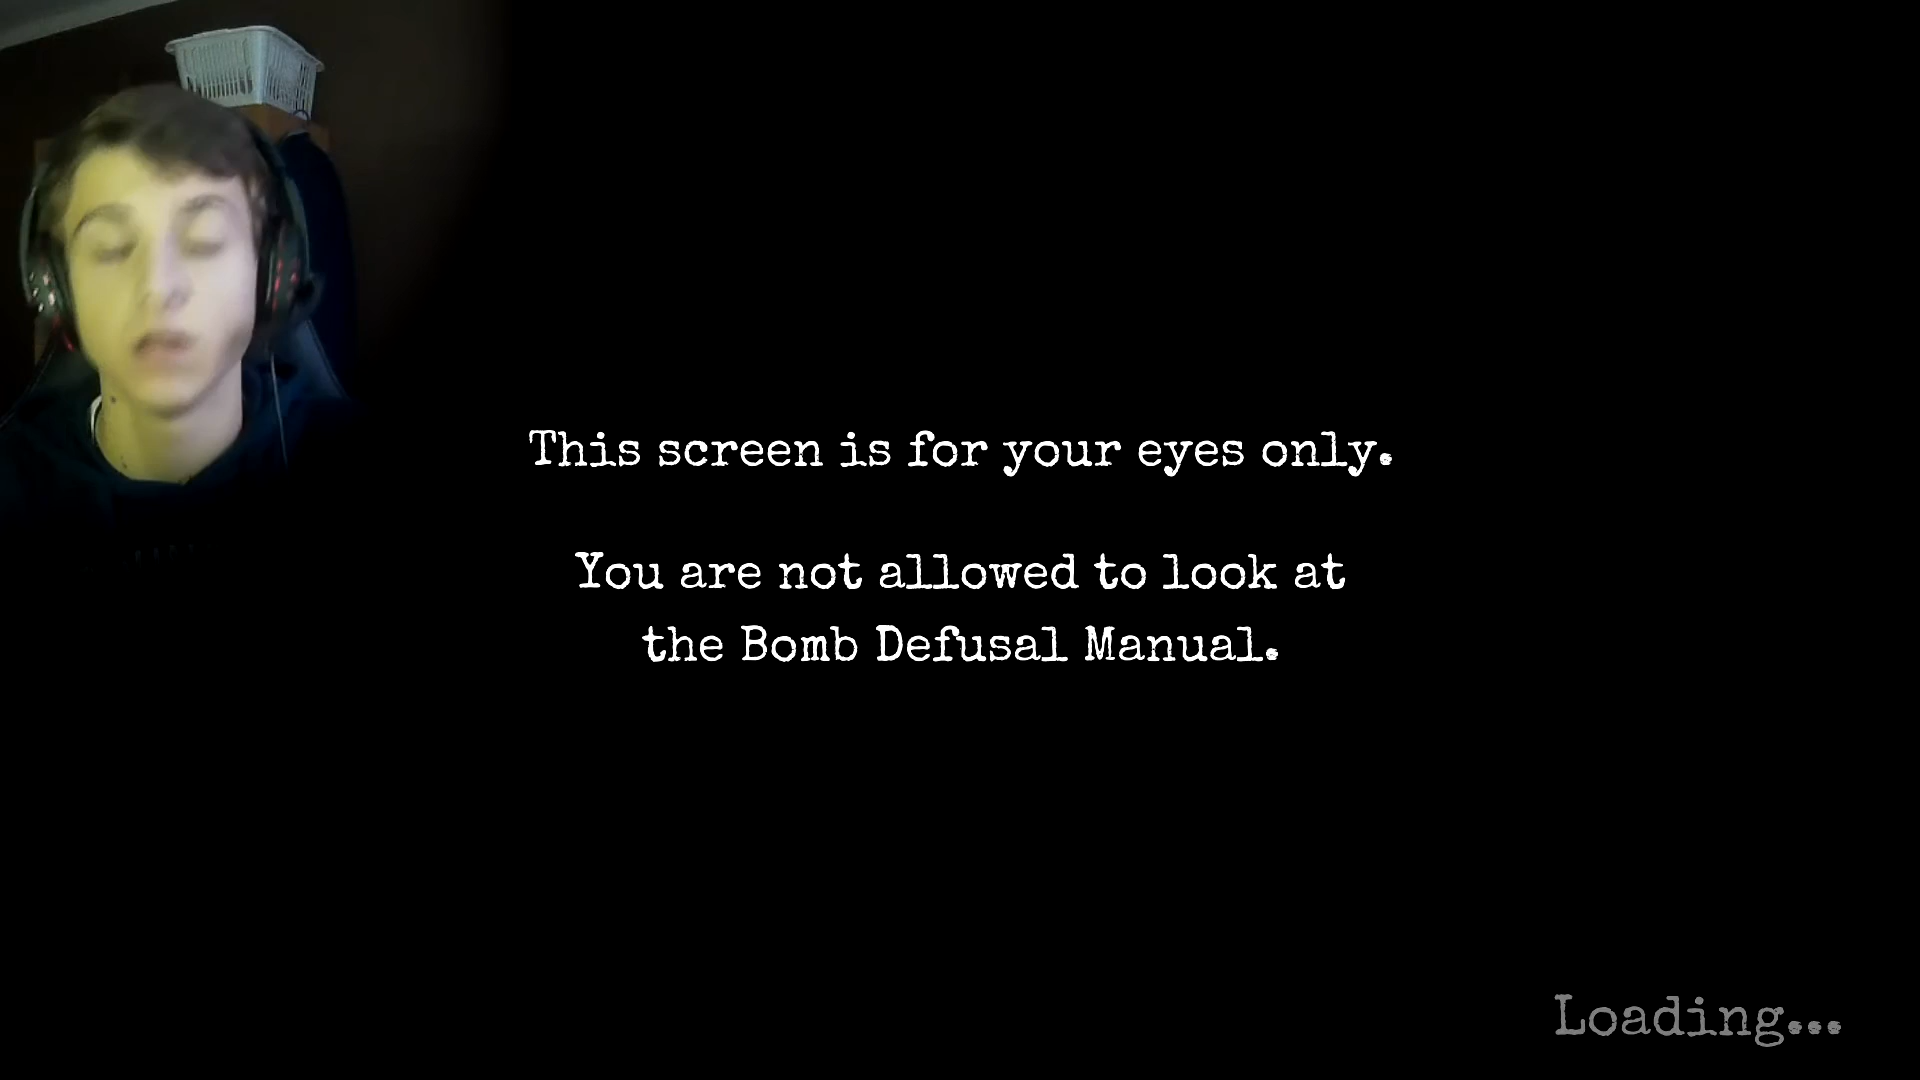 This screen is for your eyes only.
You are not allowed to look at
the Bomb Defusal Manual.
Loading...